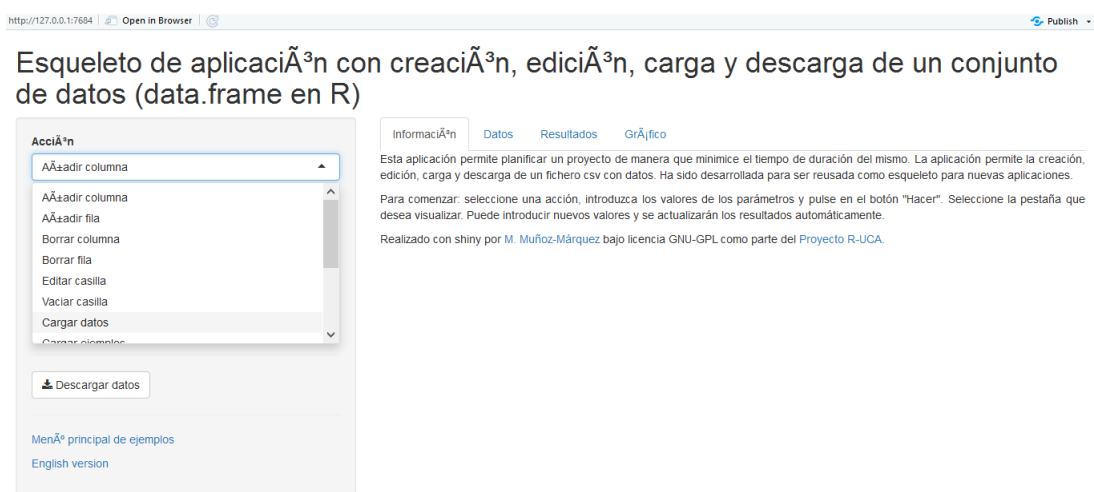 http://127.0.0.1:7684
Open in Browser
Publish
Esqueleto de aplicaciÃ³n con creaciÃ³n, ediciÃ³n, carga y descarga de un conjunto
de datos (data.frame en R)
AcciÃ³n
AÃ±adir columna
AÃ±adir columna
AÃ±adir fila
Borrar columna
Borrar fila
Editar casilla
Vaciar casilla
Cargar datos
Cargar ejemplos
Descargar datos
MenÃº principal de ejemplos
English version
InformaciÃ³n
Datos
Resultados
GrÃ¡fico
Esta aplicación permite planificar un proyecto de manera que minimice el tiempo de duración del mismo. La aplicación permite la creación,
edición, carga y descarga de un fichero csv con datos. Ha sido desarrollada para ser reusada como esqueleto para nuevas aplicaciones.
Para comenzar: seleccione una acción, introduzca los valores de los parámetros y pulse en el botón "Hacer". Seleccione la pestaña que
desea visualizar. Puede introducir nuevos valores y se actualizarán los resultados automáticamente.
Realizado con shiny por M. Muñoz-Márquez bajo licencia GNU-GPL como parte del Proyecto R-UCA.